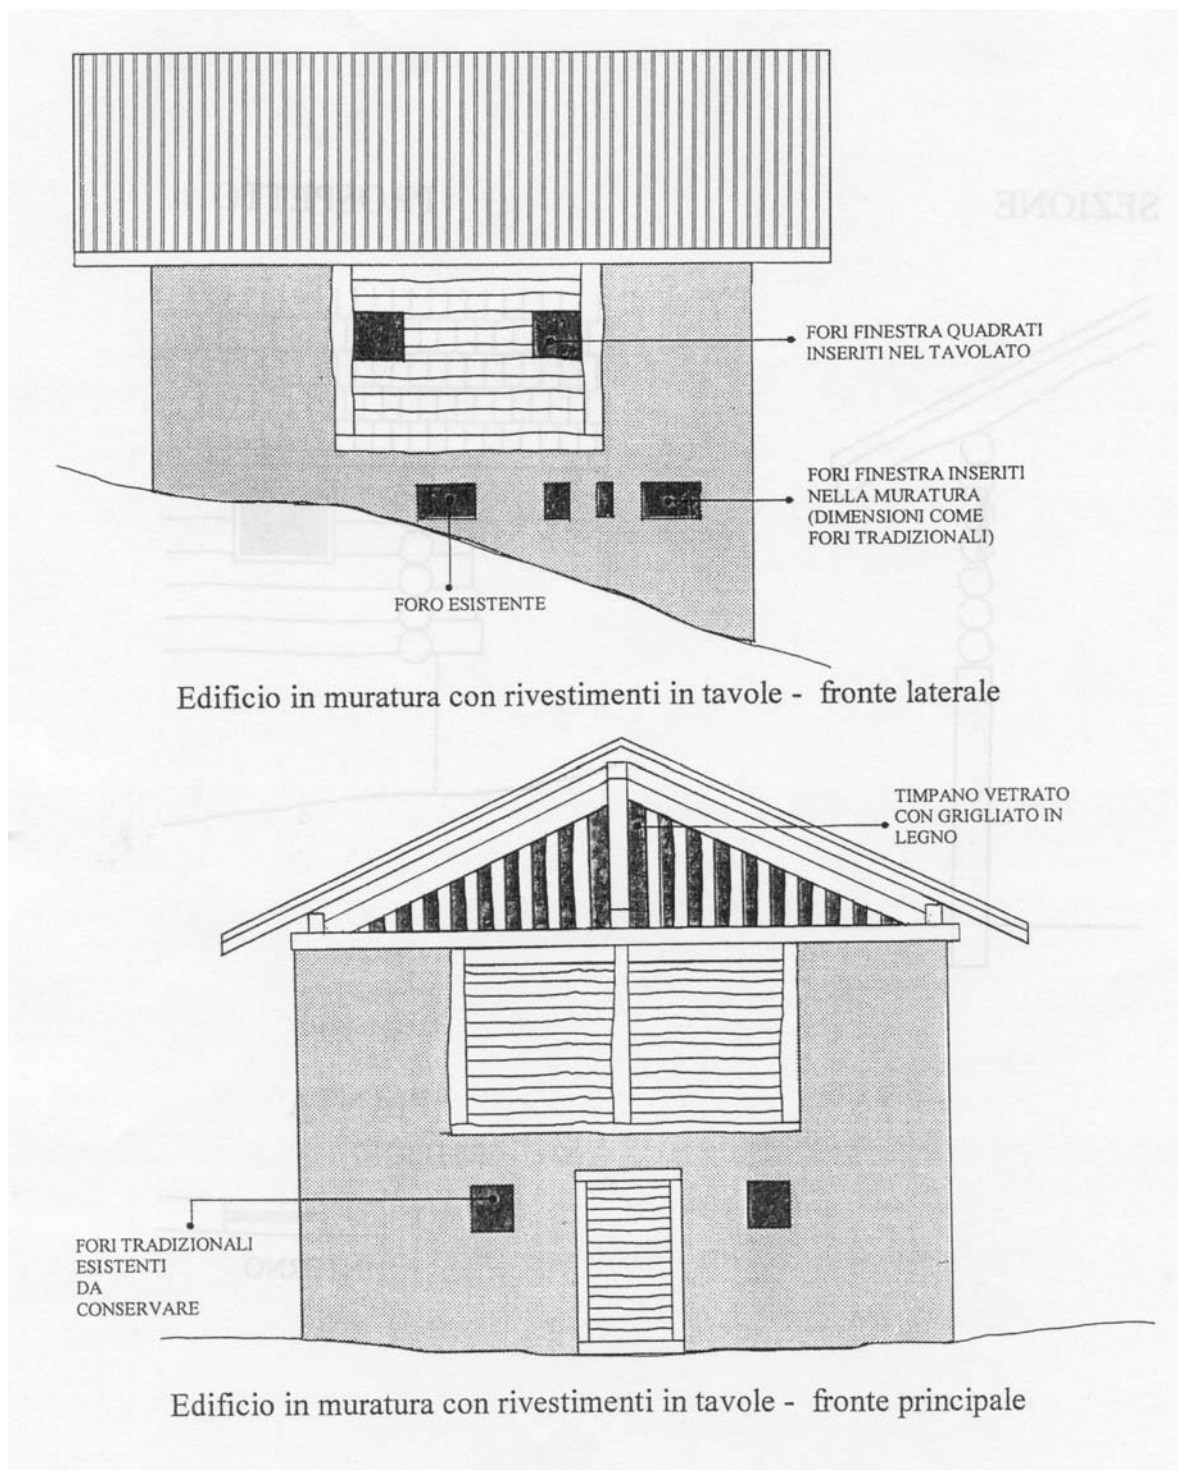 SEZIONE
FORI FINESTRA QUADRATI
INSERITI NEL TAVOLATO
FORI FINESTRA INSERITI
NELLA MURATURA
(DIMENSIONI COME
FORI TRADIZIONALI)
FORO ESISTENTE
Edificio in muratura con rivestimenti in tavole - fronte laterale
TIMPANO VETRATO
CON GRIGLIATO IN
LEGNO
FORI TRADIZIONALI
ESISTENTI
DA
CONSERVARE
Edificio in muratura con rivestimenti in tavole - fronte principale